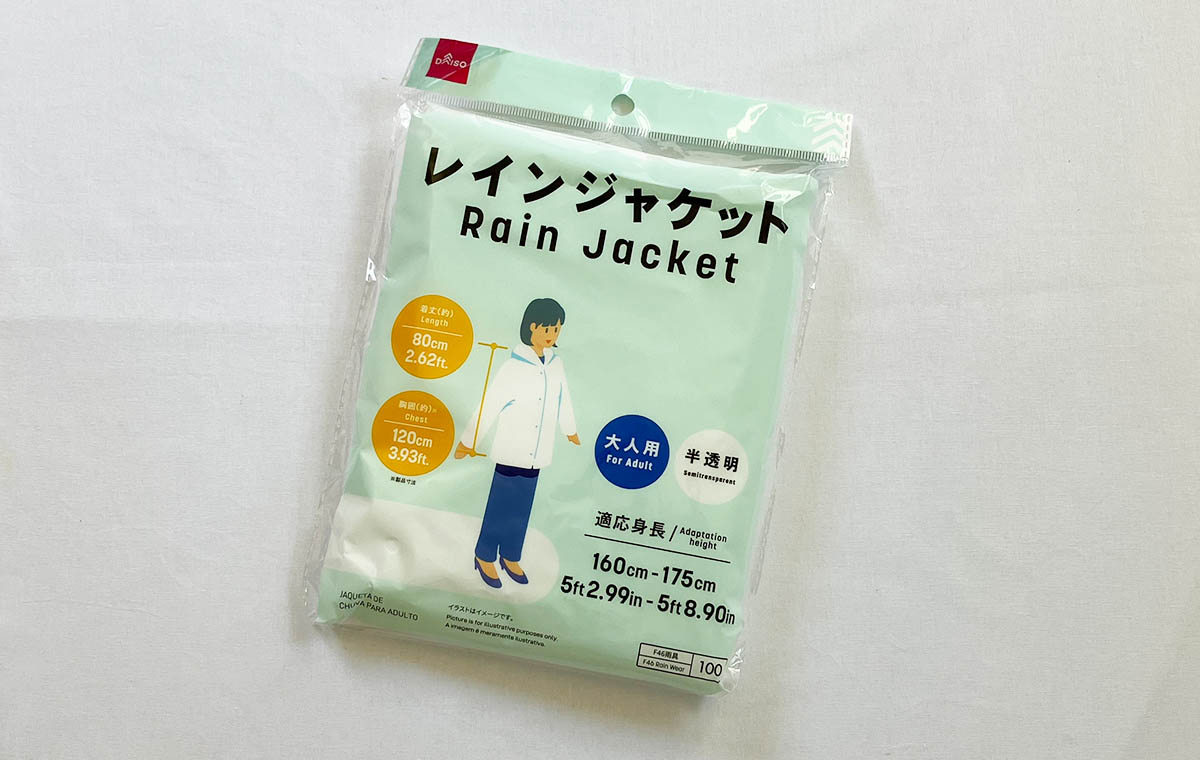 DAISO
レインジャケット
Rain Jacket
着丈(約)
Length
80cm
2.62ft.
胸囲(約)※
Chest
120cm
3.93ft.
※製品寸法
大人用
For Adult
半透明
Semitransparent
適応身長/Adaptation height
160cm-175cm
5ft2.99in-5ft8.90in
JAQUETA DE
CHUVA PARA ADULTO
イラストはイメージです。
Picture is for illustrative purposes only.
A imagem é meramente ilustrativa.
F46雨具
F46 Rain Wear
100